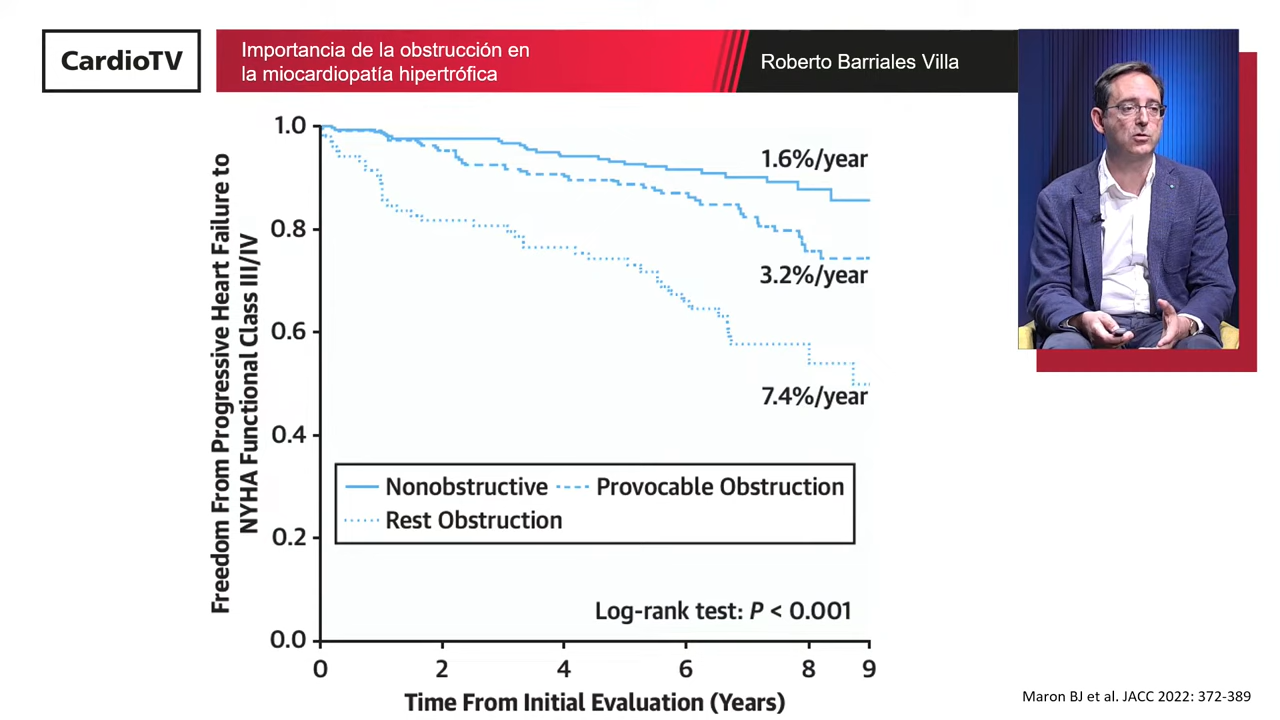 CardioTV
Importancia de la obstrucción en
la miocardiopatía hipertrófica
Roberto Barriales Villa
Freedom From Progressive Heart Failure to
NYHA Functional Class III/IV
1.0
0.8
0.6
0.4
0.2
0.0
1.6%/year
3.2%/year
7.4%/year
Nonobstructive
Provocable Obstruction
Rest Obstruction
Log-rank test: P < 0.001
0 2 4 6 8 9
Time From Initial Evaluation (Years)
Maron BJ et al. JACC 2022: 372-389